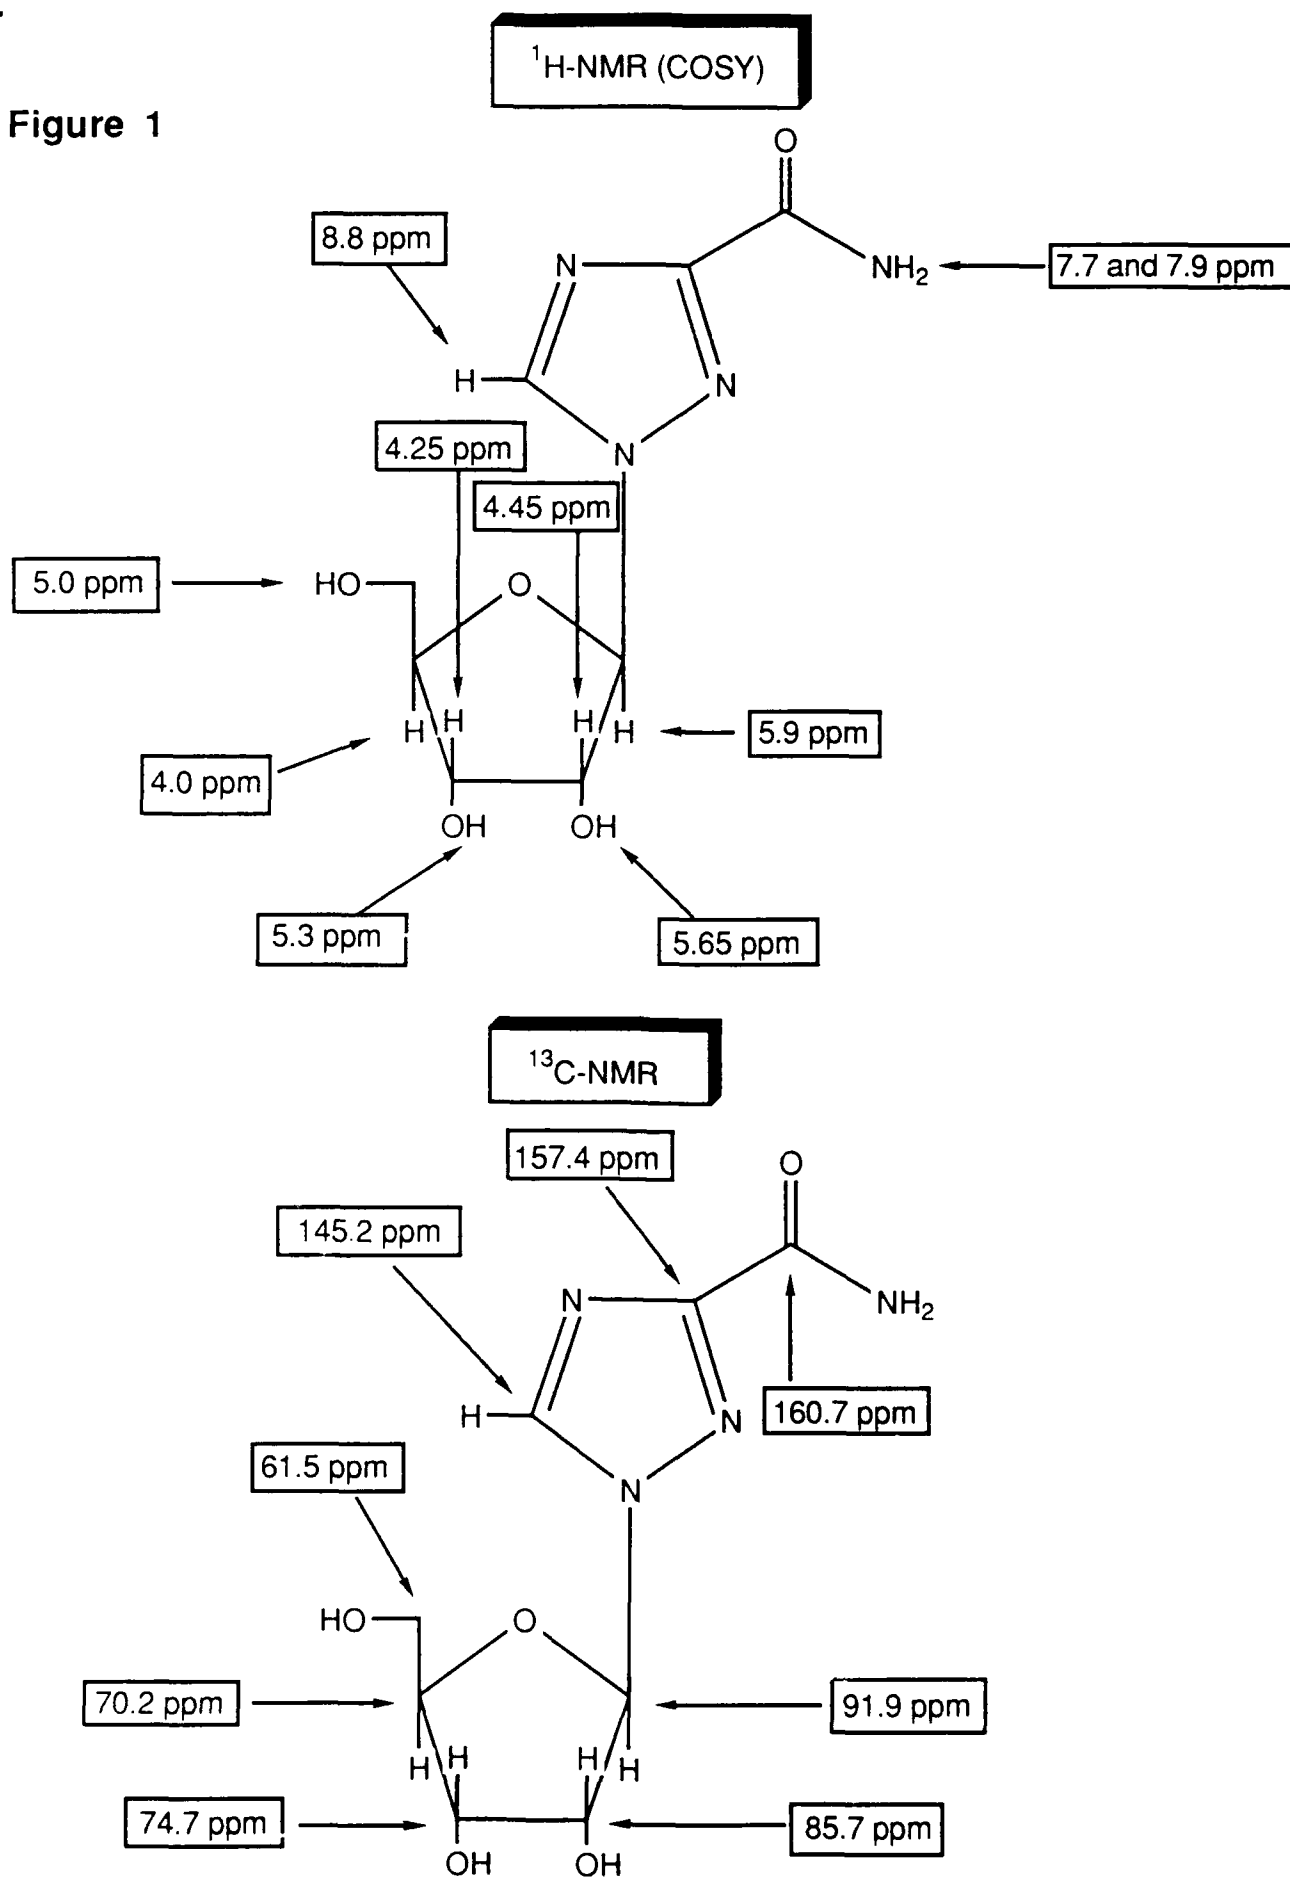 ¹H-NMR (COSY)
Figure 1
O
8.8 ppm
N
NH₂
7.7 and 7.9 ppm
H
N
4.25 ppm
N
4.45 ppm
5.0 ppm
HO
O
H
H
H
H
5.9 ppm
4.0 ppm
OH
OH
5.3 ppm
5.65 ppm
¹³C-NMR
157.4 ppm
O
145.2 ppm
N
NH₂
H
N
160.7 ppm
61.5 ppm
N
HO
O
70.2 ppm
91.9 ppm
H
H
H
H
74.7 ppm
85.7 ppm
OH
OH